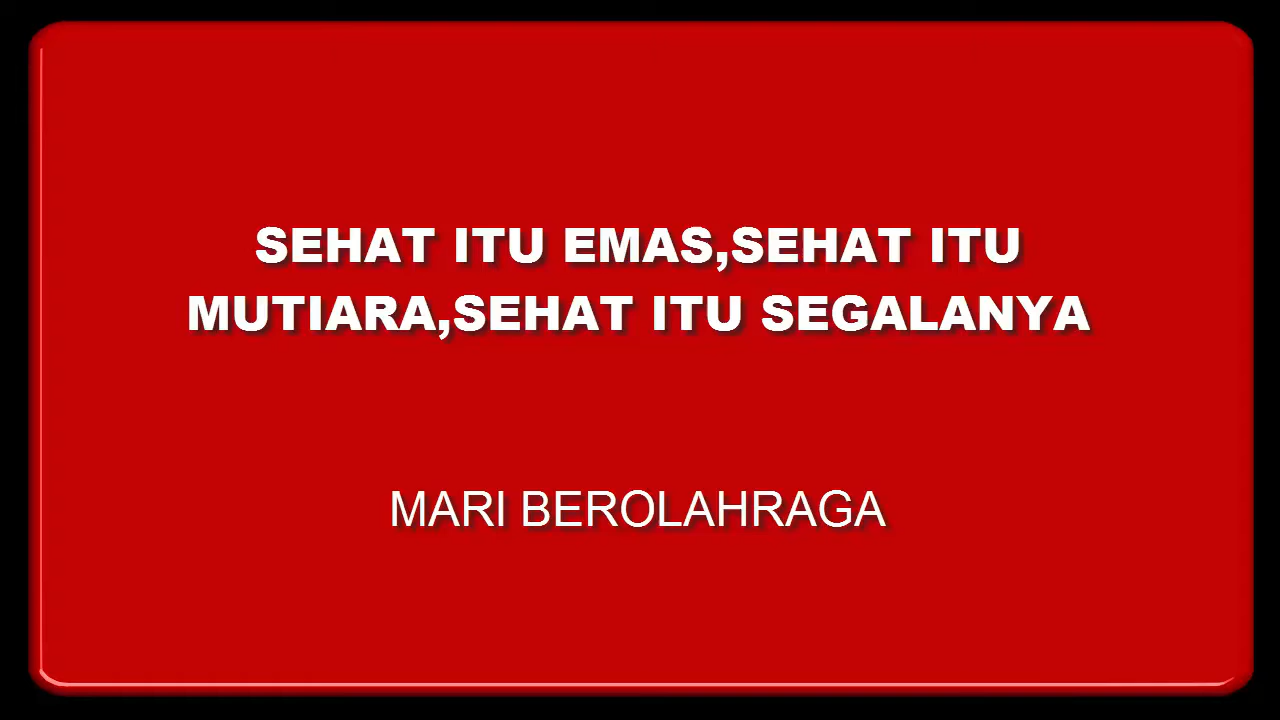 SEHAT ITU EMAS,SEHAT ITU
MUTIARA,SEHAT ITU SEGALANYA
MARI BEROLAHRAGA